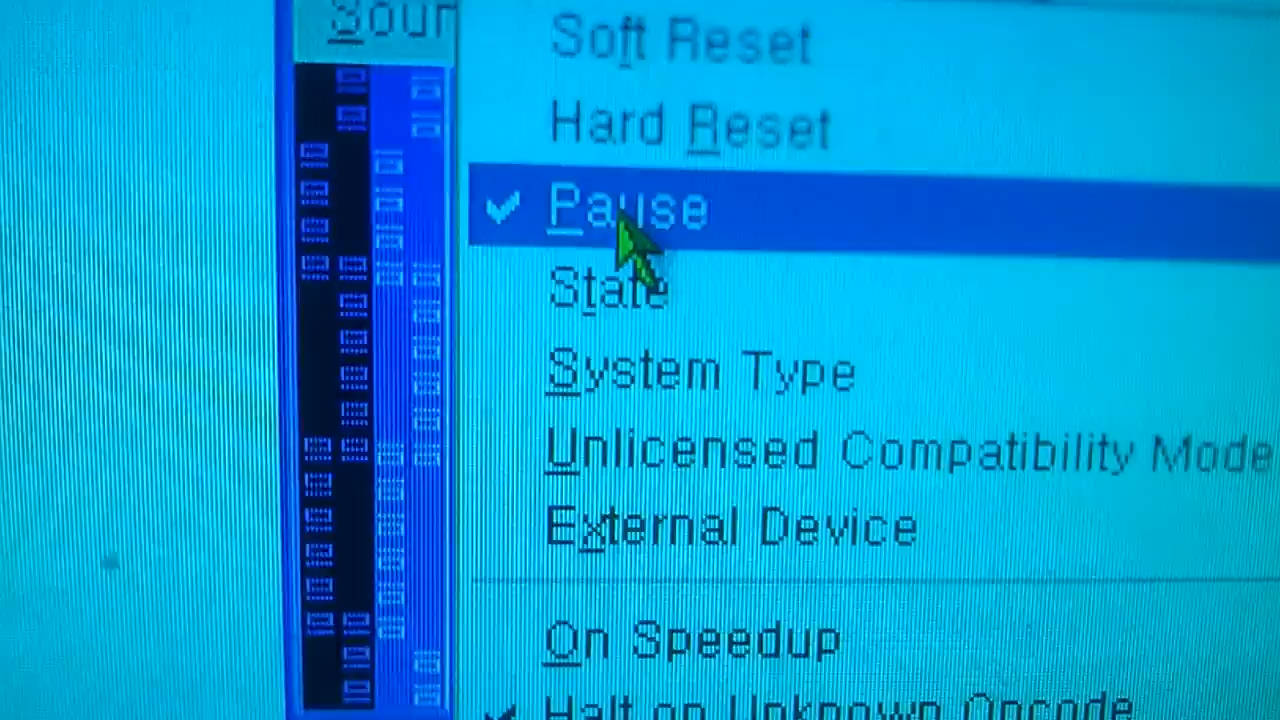 Sour
Soft Reset
Hard Reset
Pause
State
System Type
Unlicensed Compatibility Mode
External Device
On Speedup
Halt on Unknown Opcode